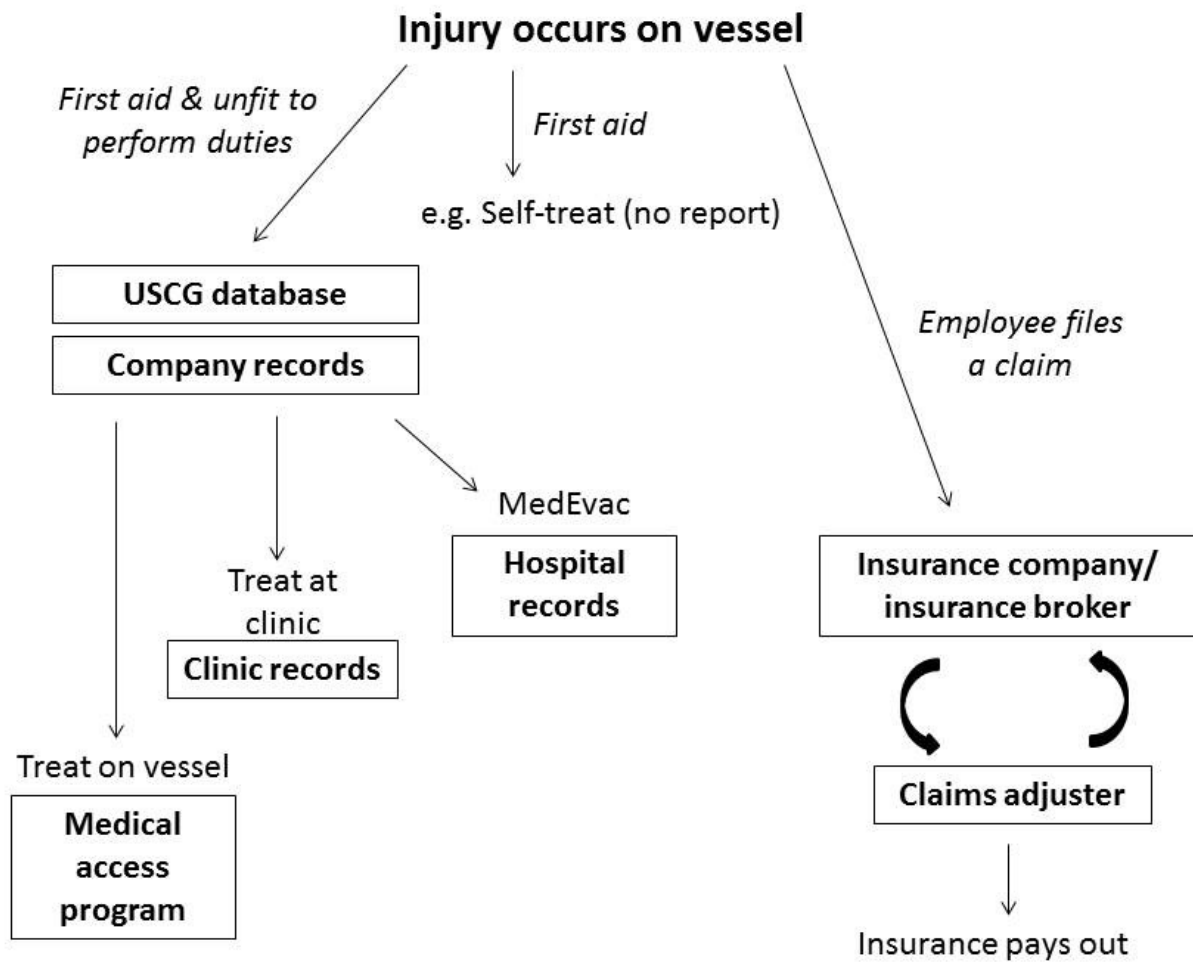 Injury occurs on vessel
First aid & unfit to
perform duties
First aid
e.g. Self-treat (no report)
USCG database
Company records
Employee files
a claim
MedEvac
Hospital
records
Treat at
clinic
Clinic records
Treat on vessel
Medical
access
program
Insurance company/
insurance broker
Claims adjuster
Insurance pays out